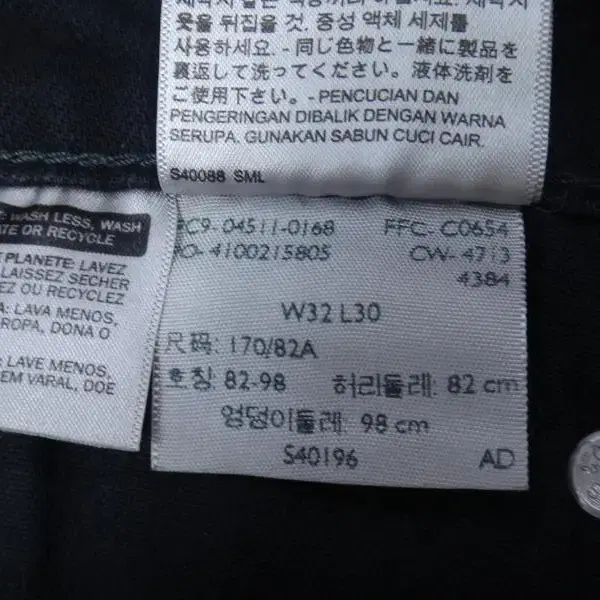 옷을 뒤집을 것. 중성 액체 세제를
사용하세요. - 同じ色物と一緒に製品を
裏返して洗ってください。液体洗剤を
ご使用下さい。- PENCUCIAN DAN
PENGERINGAN DIBALIK DENGAN WARNA
SERUPA. GUNAKAN SABUN CUCI CAIR.
S40088 SML
: WASH LESS, WASH
ATE OR RECYCLE
PLANETE: LAVEZ
LAISSEZ SECHER
EZ OU RECYCLEZ
A: LAVA MENOS,
ROPA, DONA O
: LAVE MENOS,
EM VARAL, DOE
PC9- 04511-0168 FFC- C0654
PO- 4100215805 CW- 4713
4384
W32 L30
尺码: 170/82A
호칭: 82-98 허리둘레: 82 cm
엉덩이둘레: 98 cm
S40196 AD